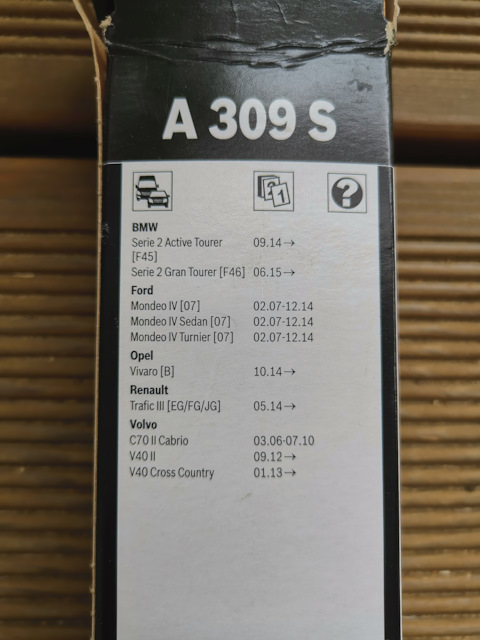 A 309 S
2 1
?
BMW
Serie 2 Active Tourer 09.14→
[F45]
Serie 2 Gran Tourer [F46] 06.15→
Ford
Mondeo IV [07] 02.07-12.14
Mondeo IV Sedan [07] 02.07-12.14
Mondeo IV Turnier [07] 02.07-12.14
Opel
Vivaro [B] 10.14→
Renault
Trafic III [EG/FG/JG] 05.14→
Volvo
C70 II Cabrio 03.06-07.10
V40 II 09.12→
V40 Cross Country 01.13→